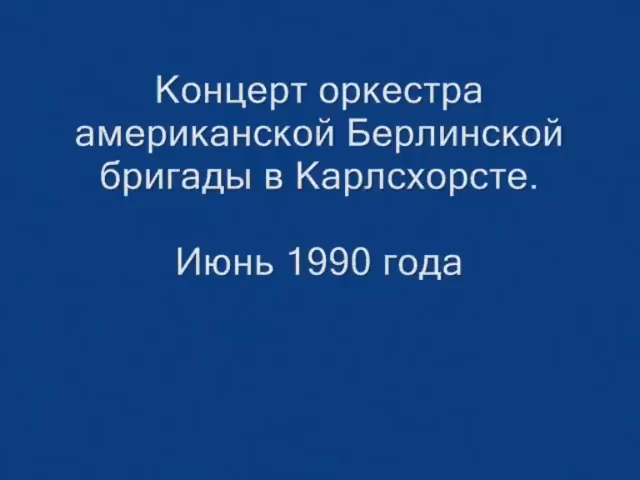 Концерт оркестра
американской Берлинской
бригады в Карлсхорсте.
Июнь 1990 года